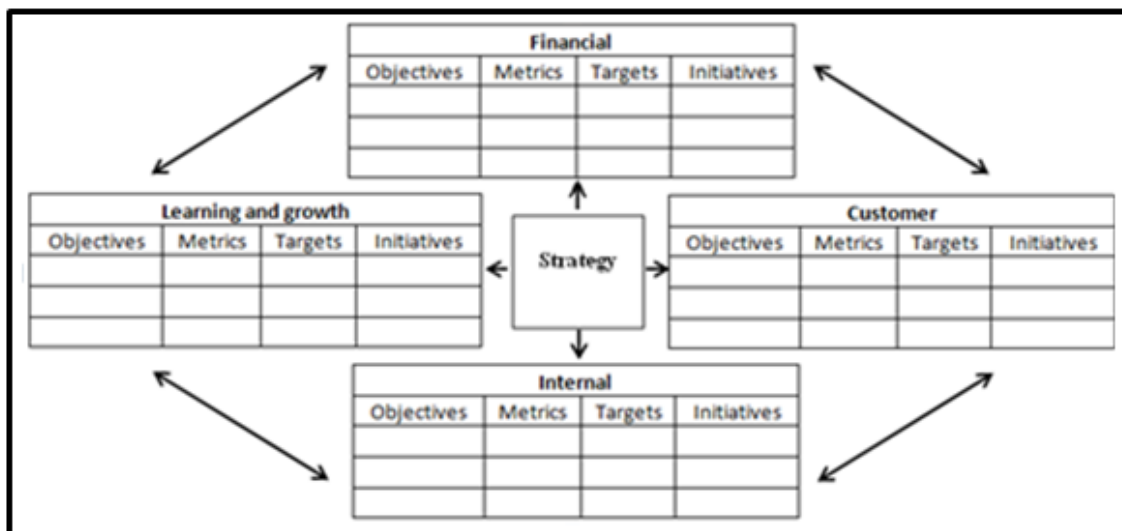 Financial
Objectives Metrics Targets Initiatives
Learning and growth
Objectives Metrics Targets Initiatives
Strategy
Customer
Objectives Metrics Targets Initiatives
Internal
Objectives Metrics Targets Initiatives